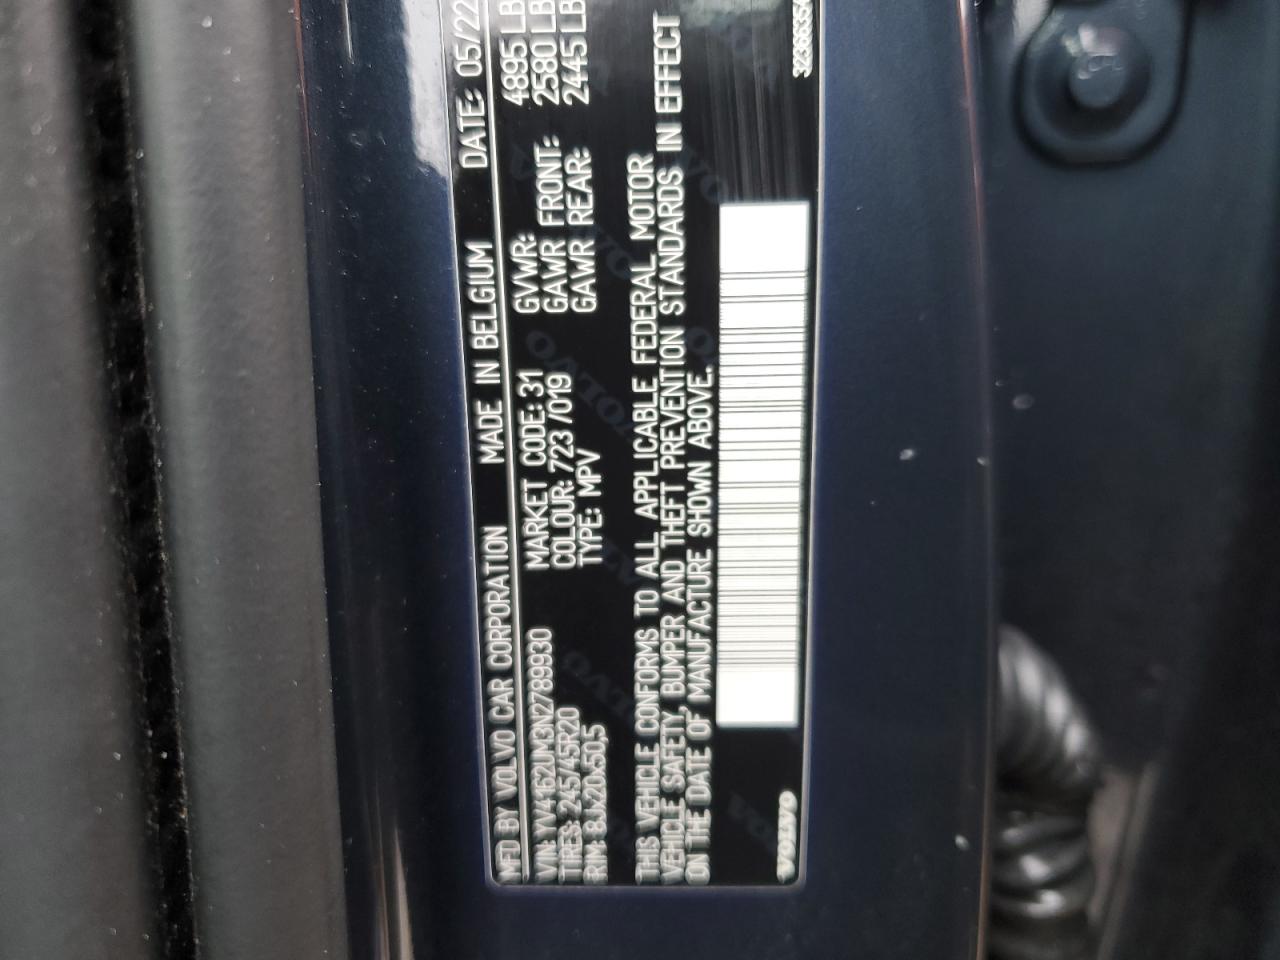 MFD BY VOLVO CAR CORPORATION MADE IN BELGIUM DATE: 05/22
VIN: YV4162UM3N2789930 MARKET CODE: 31 GVWR: 4895 LB
TIRES: 245/45R20 COLOUR: 723 /019 GAWR FRONT: 2580 LB
RIM: 8Jx20x50,5 TYPE: MPV GAWR REAR: 2445 LB
THIS VEHICLE CONFORMS TO ALL APPLICABLE FEDERAL MOTOR
VEHICLE SAFETY, BUMPER AND THEFT PREVENTION STANDARDS IN EFFECT
ON THE DATE OF MANUFACTURE SHOWN ABOVE.
VOLVO